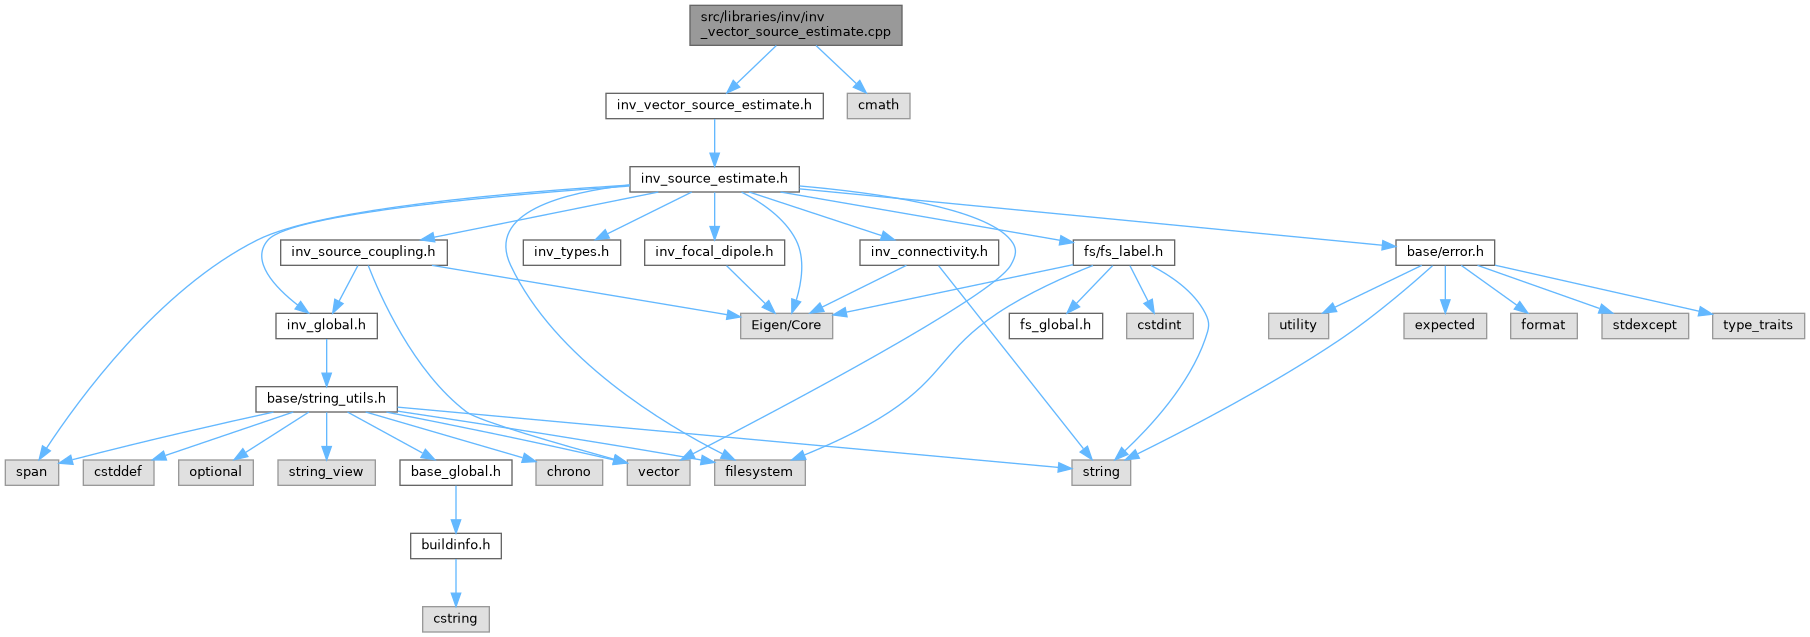 src/libraries/inv/inv
_vector_source_estimate.cpp
inv_vector_source_estimate.h
cmath
inv_source_estimate.h
inv_source_coupling.h
inv_types.h
inv_focal_dipole.h
inv_connectivity.h
fs/fs_label.h
base/error.h
inv_global.h
Eigen/Core
fs_global.h
cstdint
utility
expected
format
stdexcept
type_traits
base/string_utils.h
span
cstddef
optional
string_view
base_global.h
chrono
vector
filesystem
string
buildinfo.h
cstring